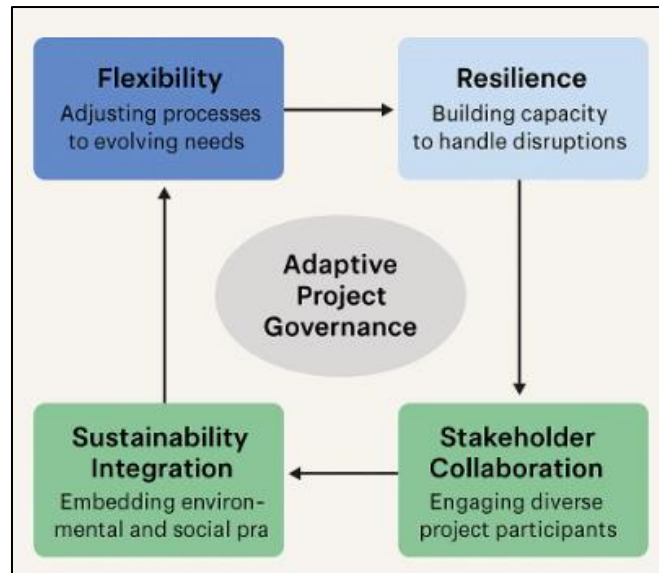 Flexibility
Adjusting processes
to evolving needs
Resilience
Building capacity
to handle disruptions
Adaptive
Project
Governance
Sustainability
Integration
Embedding environ-
mental and social pra
Stakeholder
Collaboration
Engaging diverse
project participants